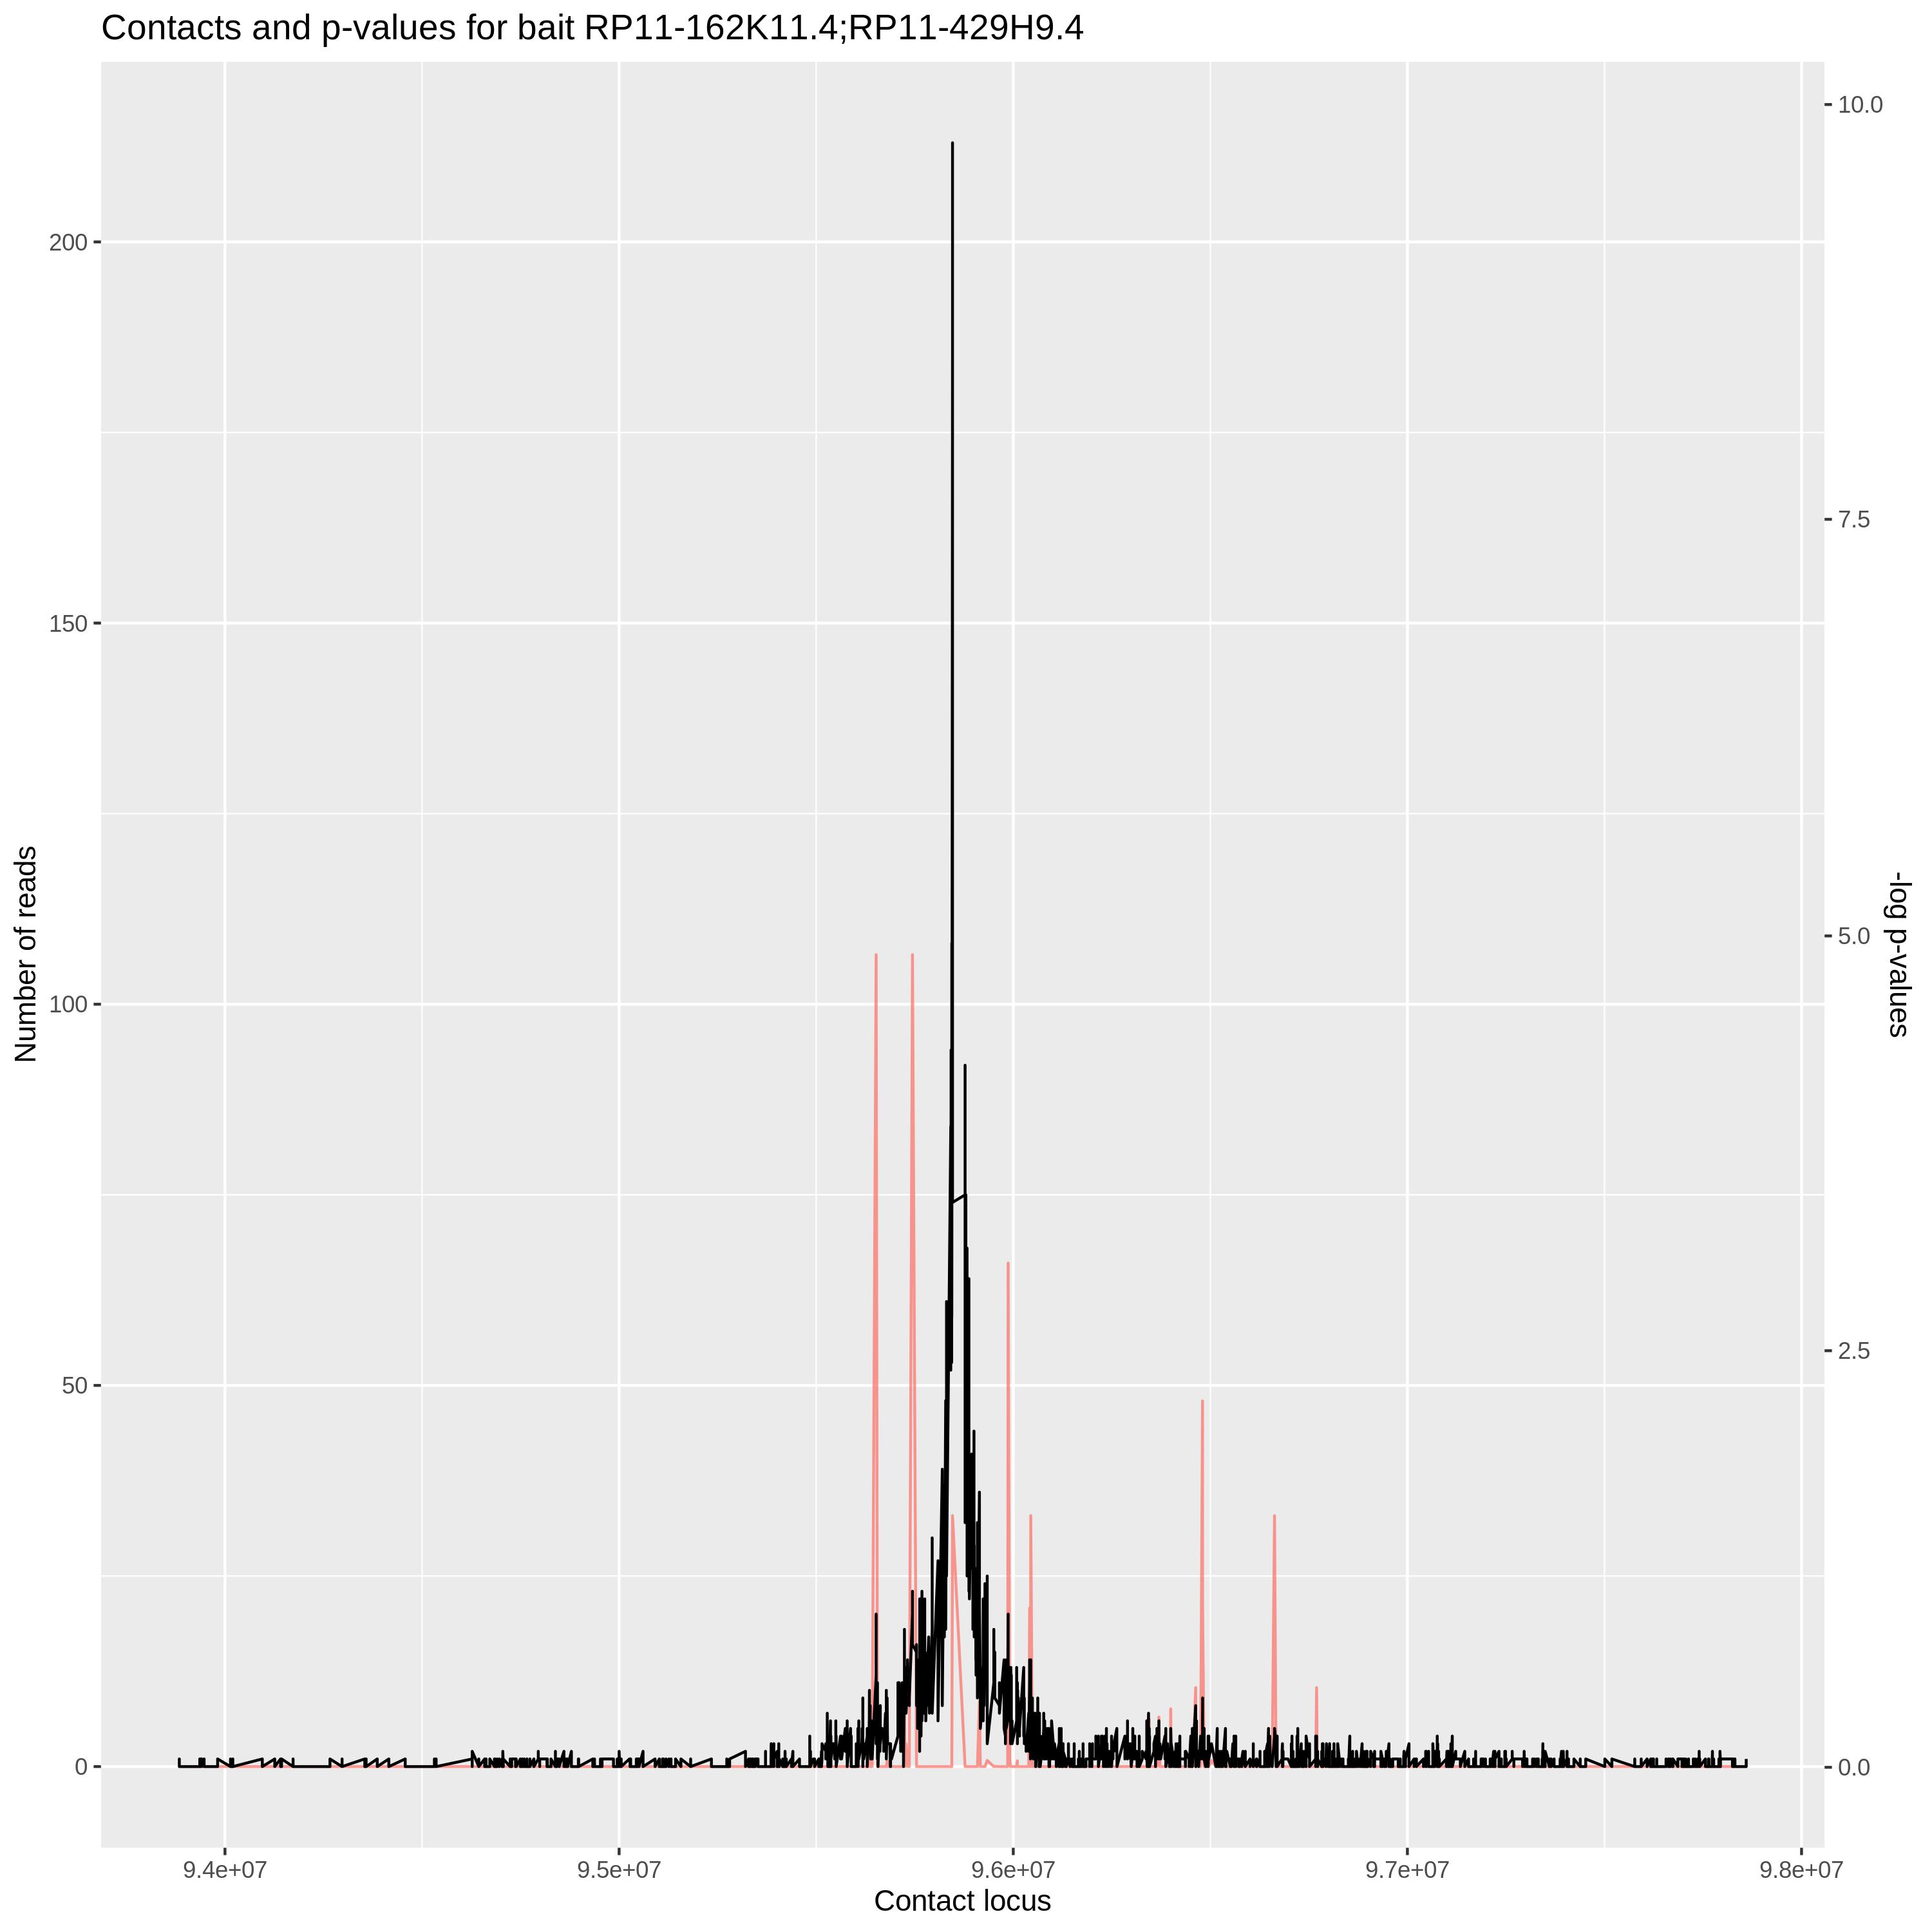 Contacts and p-values for bait RP11-162K11.4;RP11-429H9.4
Number of reads
200
150
100
50
0
10.0
7.5
5.0
2.5
0.0
-log p-values
9.4e+07 9.5e+07 9.6e+07 9.7e+07 9.8e+07
Contact locus